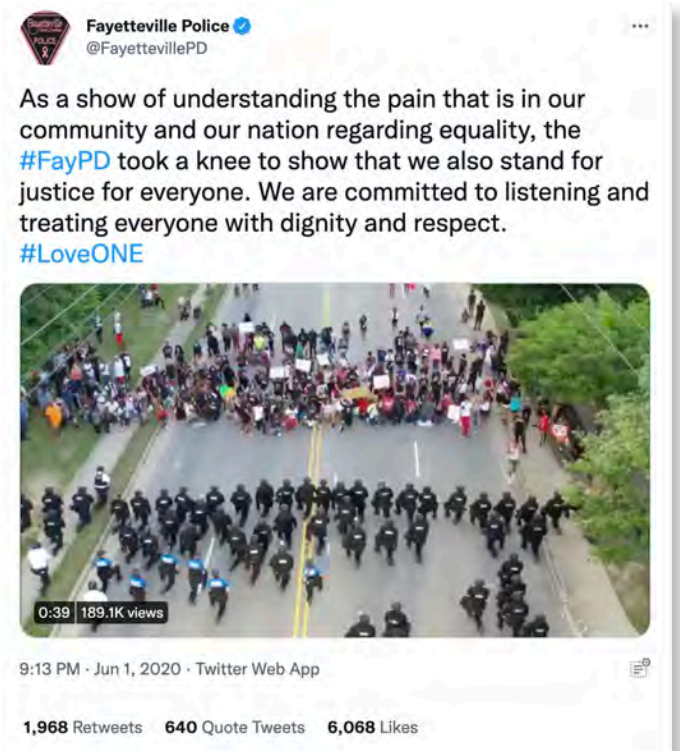 Fayetteville Police
@FayettevillePD
As a show of understanding the pain that is in our
community and our nation regarding equality, the
#FayPD took a knee to show that we also stand for
justice for everyone. We are committed to listening and
treating everyone with dignity and respect.
#LoveONE
0:39 189.1K views
9:13 PM · Jun 1, 2020 · Twitter Web App
1,968 Retweets 640 Quote Tweets 6,068 Likes